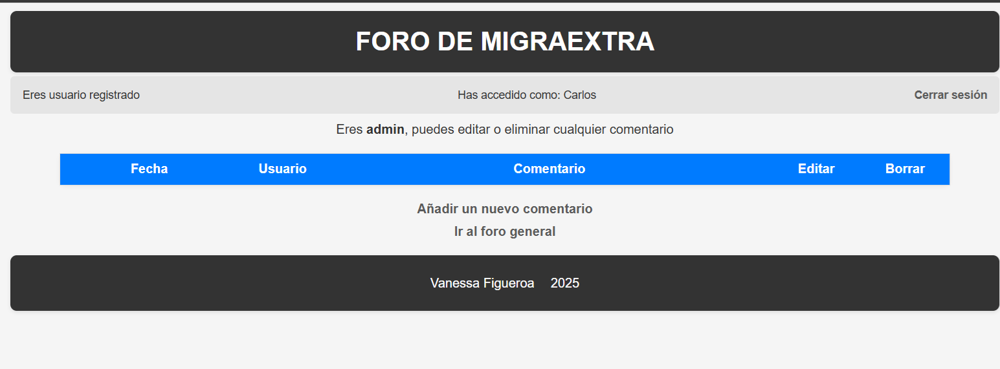 FORO DE MIGRAEXTRA
Eres usuario registrado Has accedido como: Carlos Cerrar sesión
Eres admin, puedes editar o eliminar cualquier comentario
Fecha Usuario Comentario Editar Borrar
Añadir un nuevo comentario
Ir al foro general
Vanessa Figueroa 2025